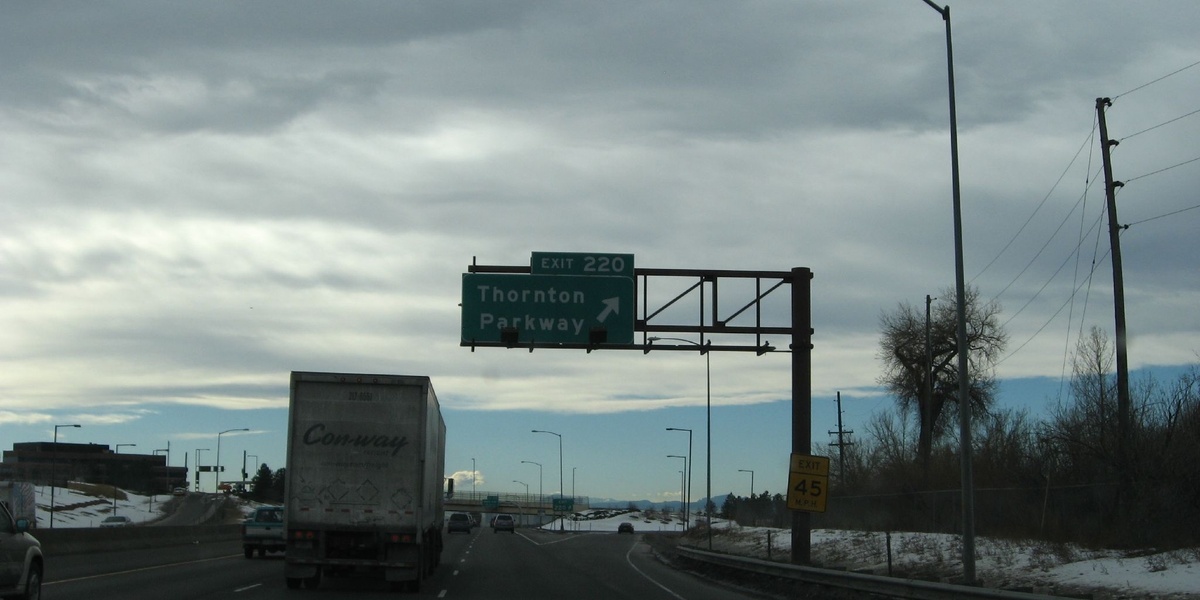 EXIT 220
Thornton
Parkway
Con-way
EXIT
45
M.P.H.